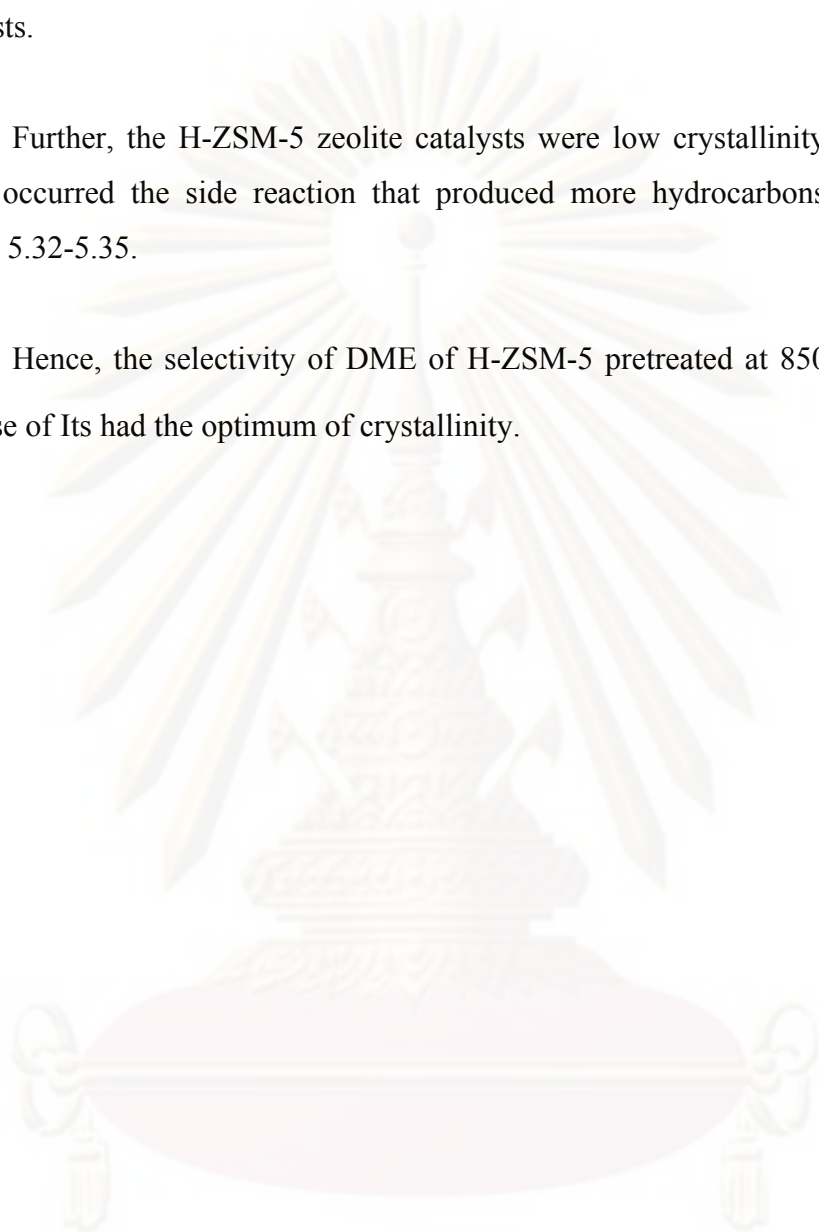 sts.
Further, the H-ZSM-5 zeolite catalysts were low crystallinity
occurred the side reaction that produced more hydrocarbons
5.32-5.35.
Hence, the selectivity of DME of H-ZSM-5 pretreated at 850
se of Its had the optimum of crystallinity.